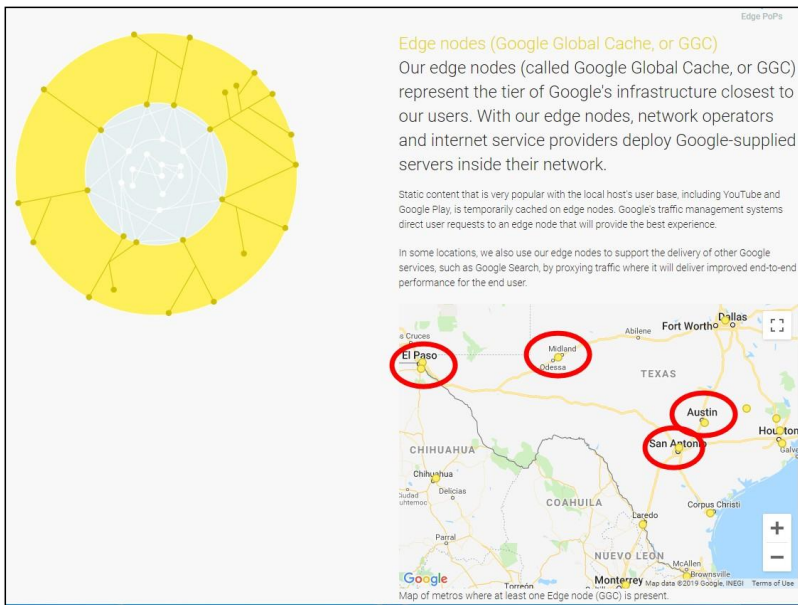 Edge PoPs
Edge nodes (Google Global Cache, or GGC)
Our edge nodes (called Google Global Cache, or GGC)
represent the tier of Google's infrastructure closest to
our users. With our edge nodes, network operators
and internet service providers deploy Google-supplied
servers inside their network.
Static content that is very popular with the local host's user base, including YouTube and
Google Play, is temporarily cached on edge nodes. Google's traffic management systems
direct user requests to an edge node that will provide the best experience.
In some locations, we also use our edge nodes to support the delivery of other Google
services, such as Google Search, by proxying traffic where it will deliver improved end-to-end
performance for the end user.
Dallas
Fort Worth
Abilene
Cruces
Midland
El Paso
Odessa
TEXAS
Austin
Houston
San Antonio
Galve
CHIHUAHUA
Chihuahua
Delicias
COAHUILA
Corpus Christi
Laredo
Parral
NUEVO LEON
McAllen
Brownsville
Monterrey
Torreón
Google
Map data ©2019 Google, INEGI Terms of Use
Map of metros where at least one Edge node (GGC) is present.